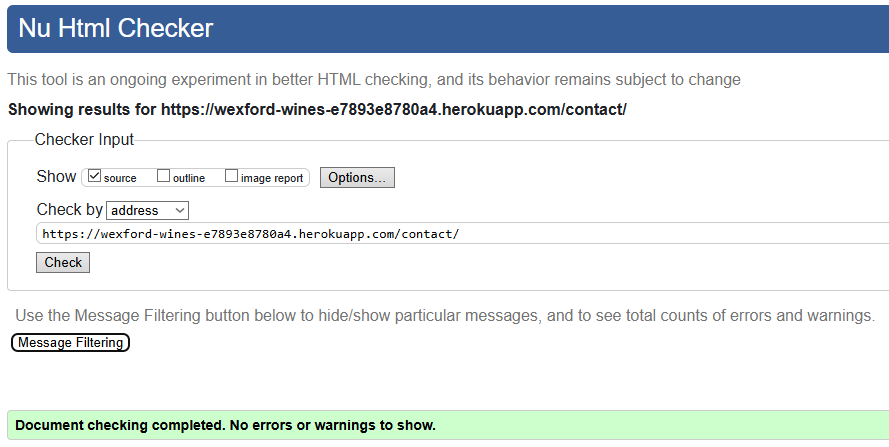 Nu Html Checker
This tool is an ongoing experiment in better HTML checking, and its behavior remains subject to change
Showing results for https://wexford-wines-e7893e8780a4.herokuapp.com/contact/
Checker Input
Show source outline image report Options...
Check by address
https://wexford-wines-e7893e8780a4.herokuapp.com/contact/
Check
Use the Message Filtering button below to hide/show particular messages, and to see total counts of errors and warnings.
Message Filtering
Document checking completed. No errors or warnings to show.